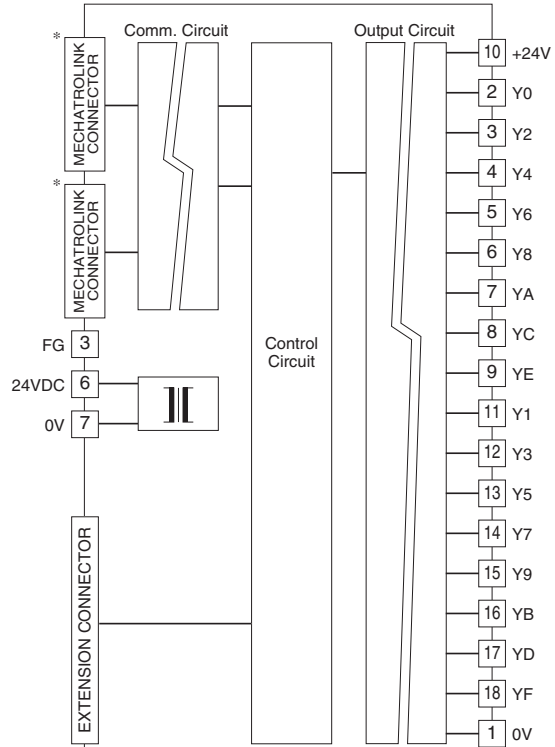 Comm. Circuit
Output Circuit
*
MECHATROLINK
CONNECTOR
*
MECHATROLINK
CONNECTOR
FG 3
24VDC 6
0V 7
EXTENSION CONNECTOR
Control
Circuit
10 +24V
2 Y0
3 Y2
4 Y4
5 Y6
6 Y8
7 YA
8 YC
9 YE
11 Y1
12 Y3
13 Y5
14 Y7
15 Y9
16 YB
17 YD
18 YF
1 0V